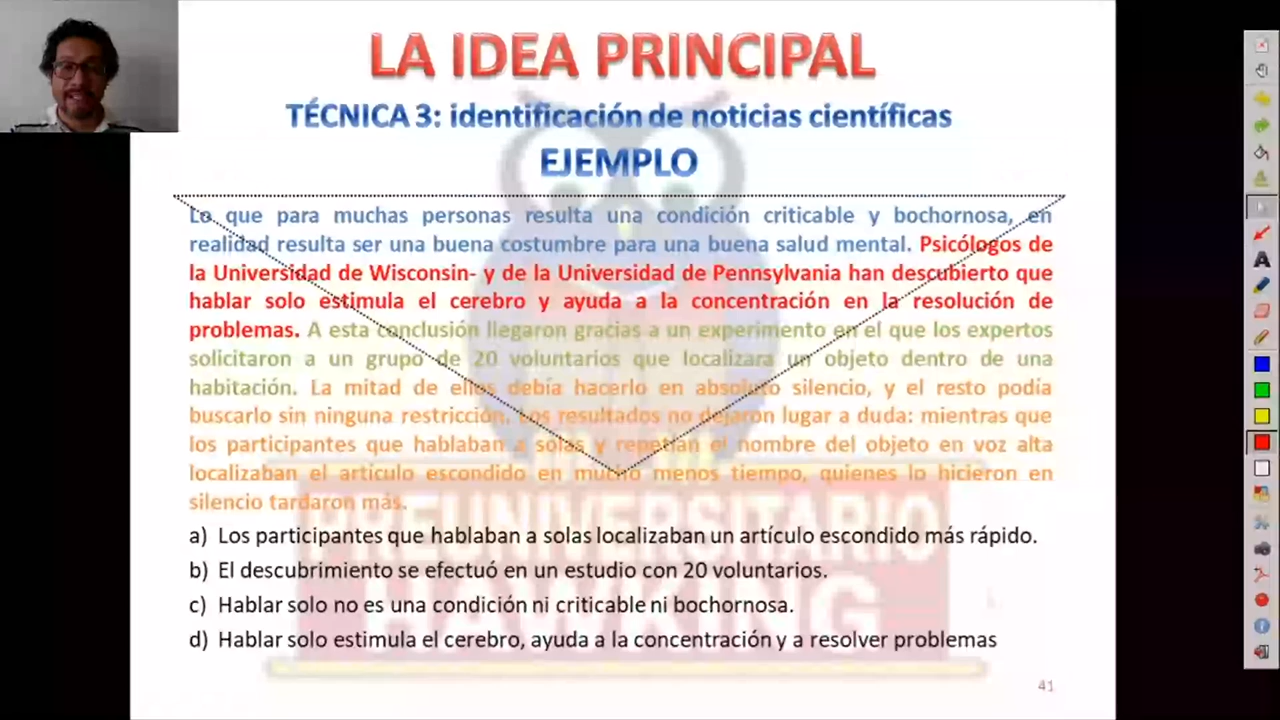 LA IDEA PRINCIPAL
TÉCNICA 3: identificación de noticias científicas
EJEMPLO
Lo que para muchas personas resulta una condición criticable y bochornosa, en
realidad resulta ser una buena costumbre para una buena salud mental. Psicólogos de
la Universidad de Wisconsin- y de la Universidad de Pennsylvania han descubierto que
hablar solo estimula el cerebro y ayuda a la concentración en la resolución de
problemas. A esta conclusión llegaron gracias a un experimento en el que los expertos
solicitaron a un grupo de 20 voluntarios que localizara un objeto dentro de una
habitación. La mitad de ellos debía hacerlo en absoluto silencio, y el resto podía
buscarlo sin ninguna restricción. Los resultados no dejaron lugar a duda: mientras que
los participantes que hablaban a solas y repetían el nombre del objeto en voz alta
localizaban el artículo escondido en mucho menos tiempo, quienes lo hicieron en
silencio tardaron más.
PREUNIVERSITARIO
HAWKING
a) Los participantes que hablaban a solas localizaban un artículo escondido más rápido.
b) El descubrimiento se efectuó en un estudio con 20 voluntarios.
c) Hablar solo no es una condición ni criticable ni bochornosa.
d) Hablar solo estimula el cerebro, ayuda a la concentración y a resolver problemas
41